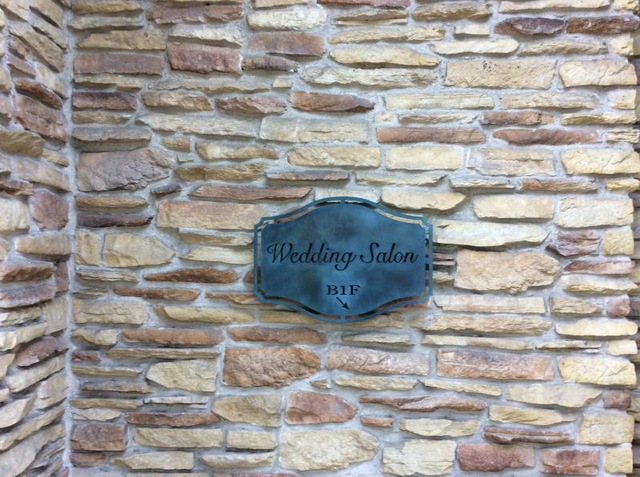 Wedding Salon
B1F
↘